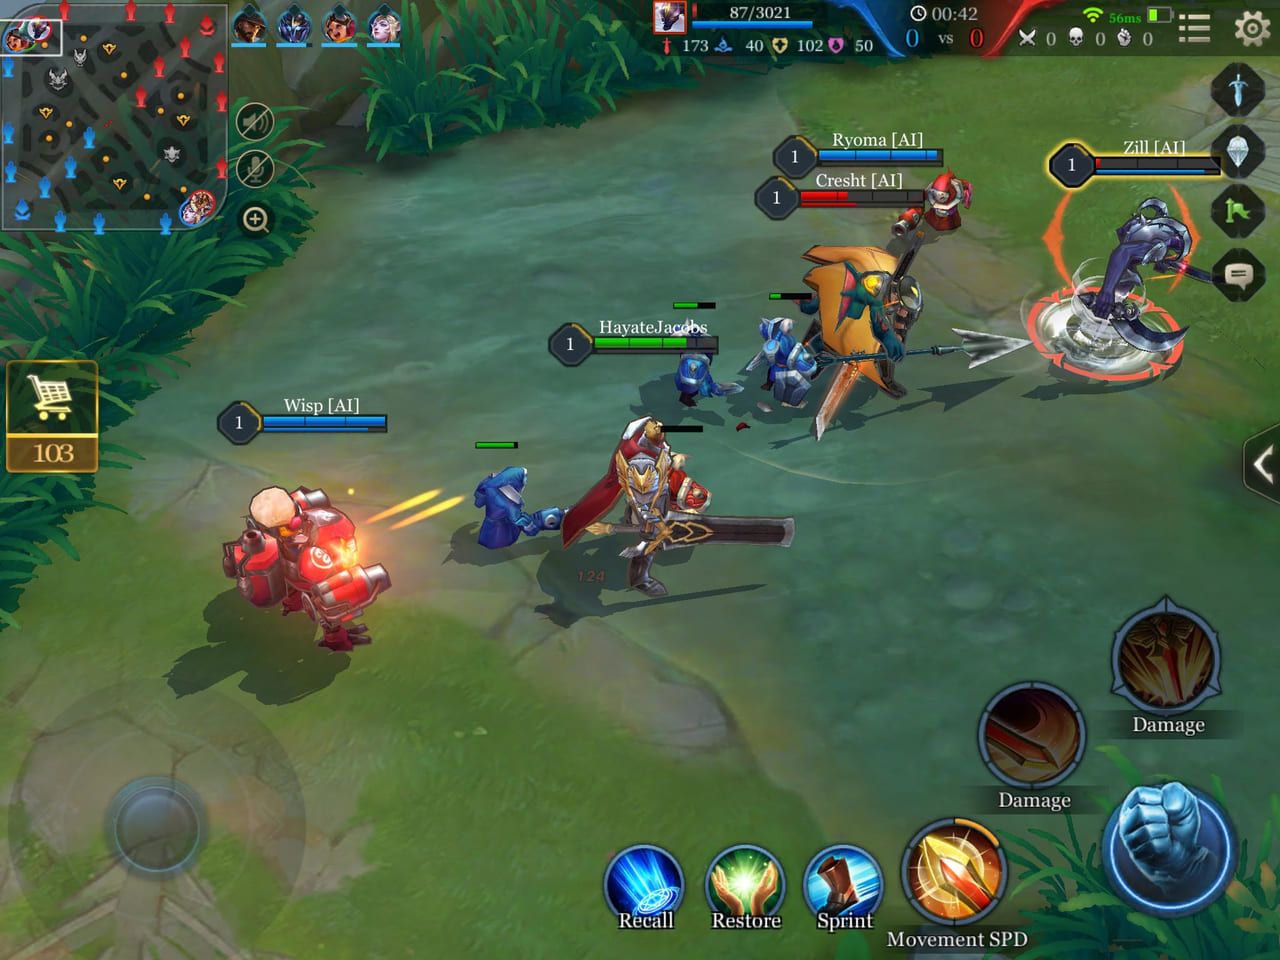 87/3021
173 40 102 50
00:42
0 vs 0
56ms
0 0 0
1 Ryoma [AI]
1 Cresht [AI]
1 Zill [AI]
1 HayateJacobs
1 Wisp [AI]
103
124
Damage
Damage
Recall
Restore
Sprint
Movement SPD